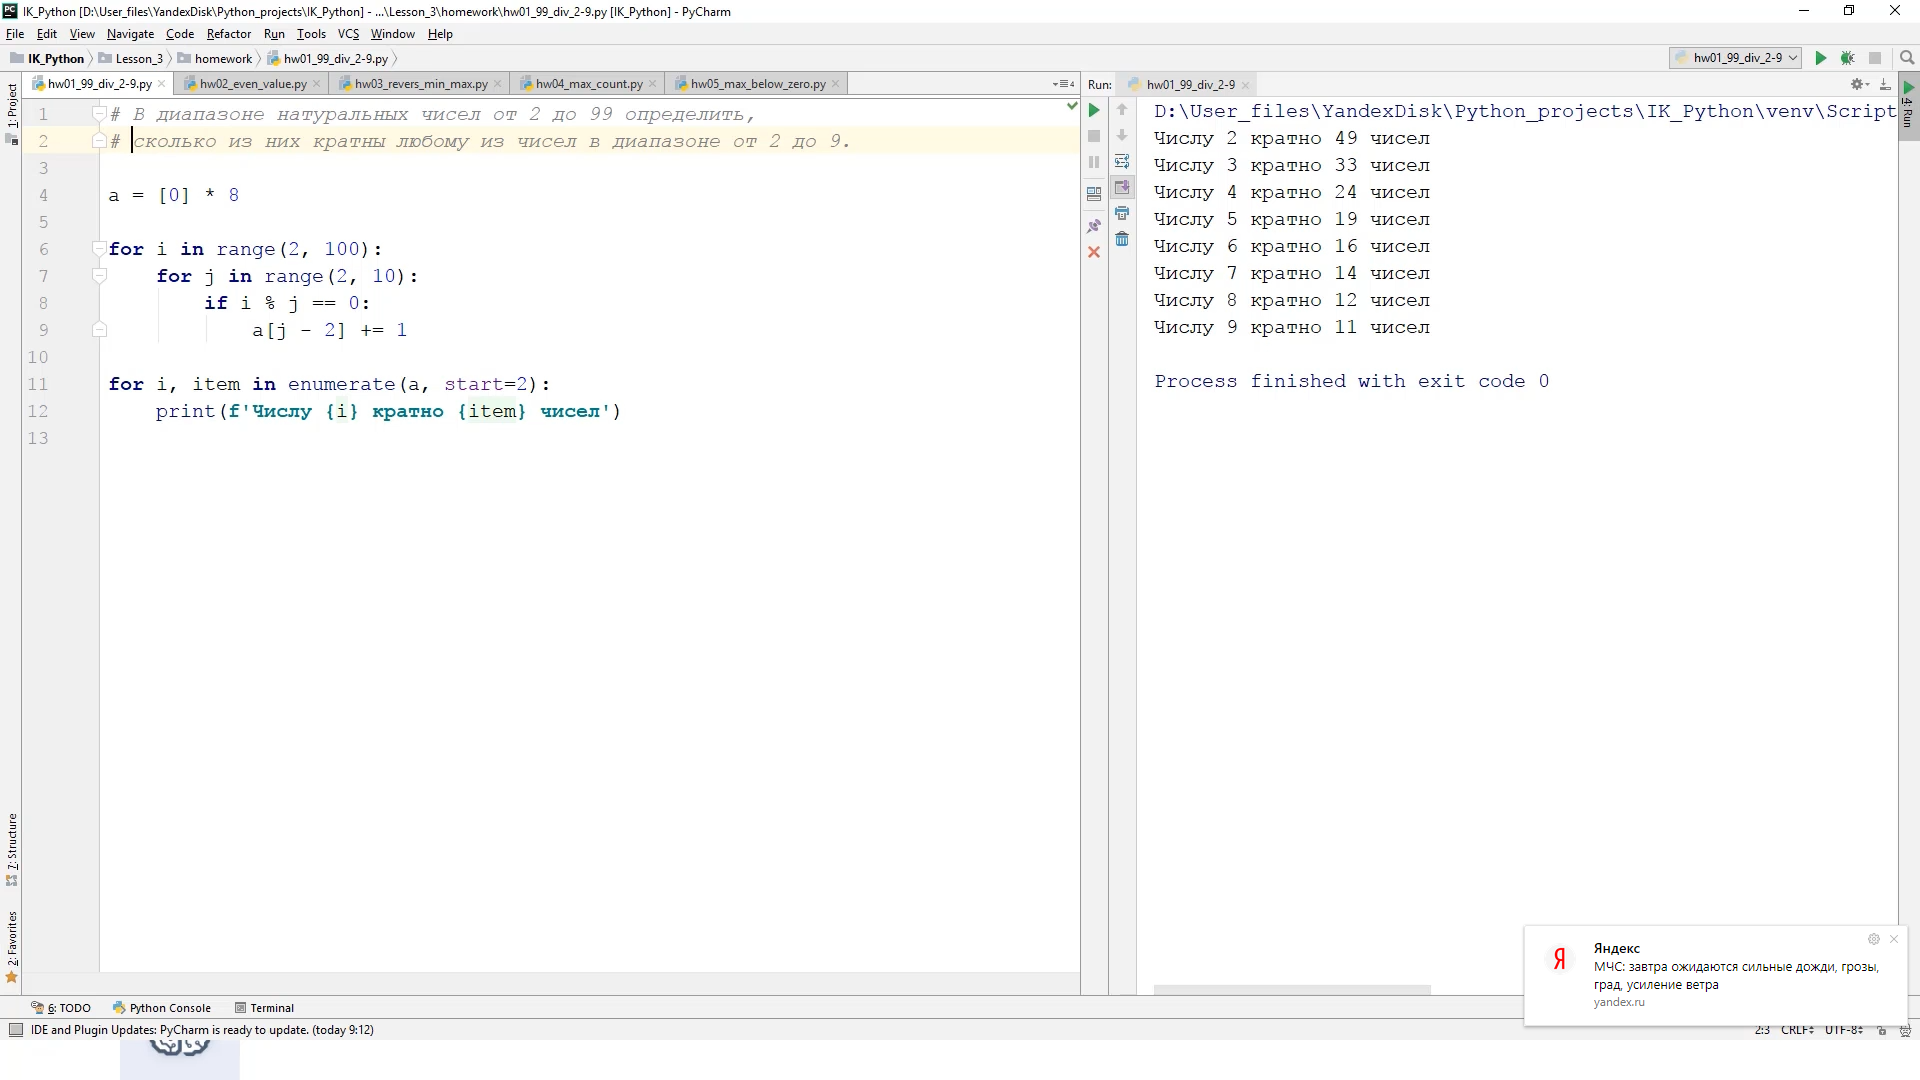 IK_Python [D:\User_files\YandexDisk\Python_projects\IK_Python] - ...\Lesson_3\homework\hw01_99_div_2-9.py [IK_Python] - PyCharm
File Edit View Navigate Code Refactor Run Tools VCS Window Help
IK_Python Lesson_3 homework hw01_99_div_2-9.py hw01_99_div_2-9
hw01_99_div_2-9.py hw02_even_value.py hw03_revers_min_max.py hw04_max_count.py hw05_max_below_zero.py 4
1: Project
1 # В диапазоне натуральных чисел от 2 до 99 определить,
2 # сколько из них кратны любому из чисел в диапазоне от 2 до 9.
3
4 a = [0] * 8
5
6 for i in range(2, 100):
7 for j in range(2, 10):
8 if i % j == 0:
9 a[j - 2] += 1
10
11 for i, item in enumerate(a, start=2):
12 print(f'Числу {i} кратно {item} чисел')
13
Run: hw01_99_div_2-9
4: Run
D:\User_files\YandexDisk\Python_projects\IK_Python\venv\Script
Числу 2 кратно 49 чисел
Числу 3 кратно 33 чисел
Числу 4 кратно 24 чисел
Числу 5 кратно 19 чисел
Числу 6 кратно 16 чисел
Числу 7 кратно 14 чисел
Числу 8 кратно 12 чисел
Числу 9 кратно 11 чисел
Process finished with exit code 0
7: Structure
2: Favorites
Я
Яндекс
МЧС: завтра ожидаются сильные дожди, грозы,
град, усиление ветра
yandex.ru
6: TODO Python Console Terminal
IDE and Plugin Updates: PyCharm is ready to update. (today 9:12) 2:3 CRLF UTF-8